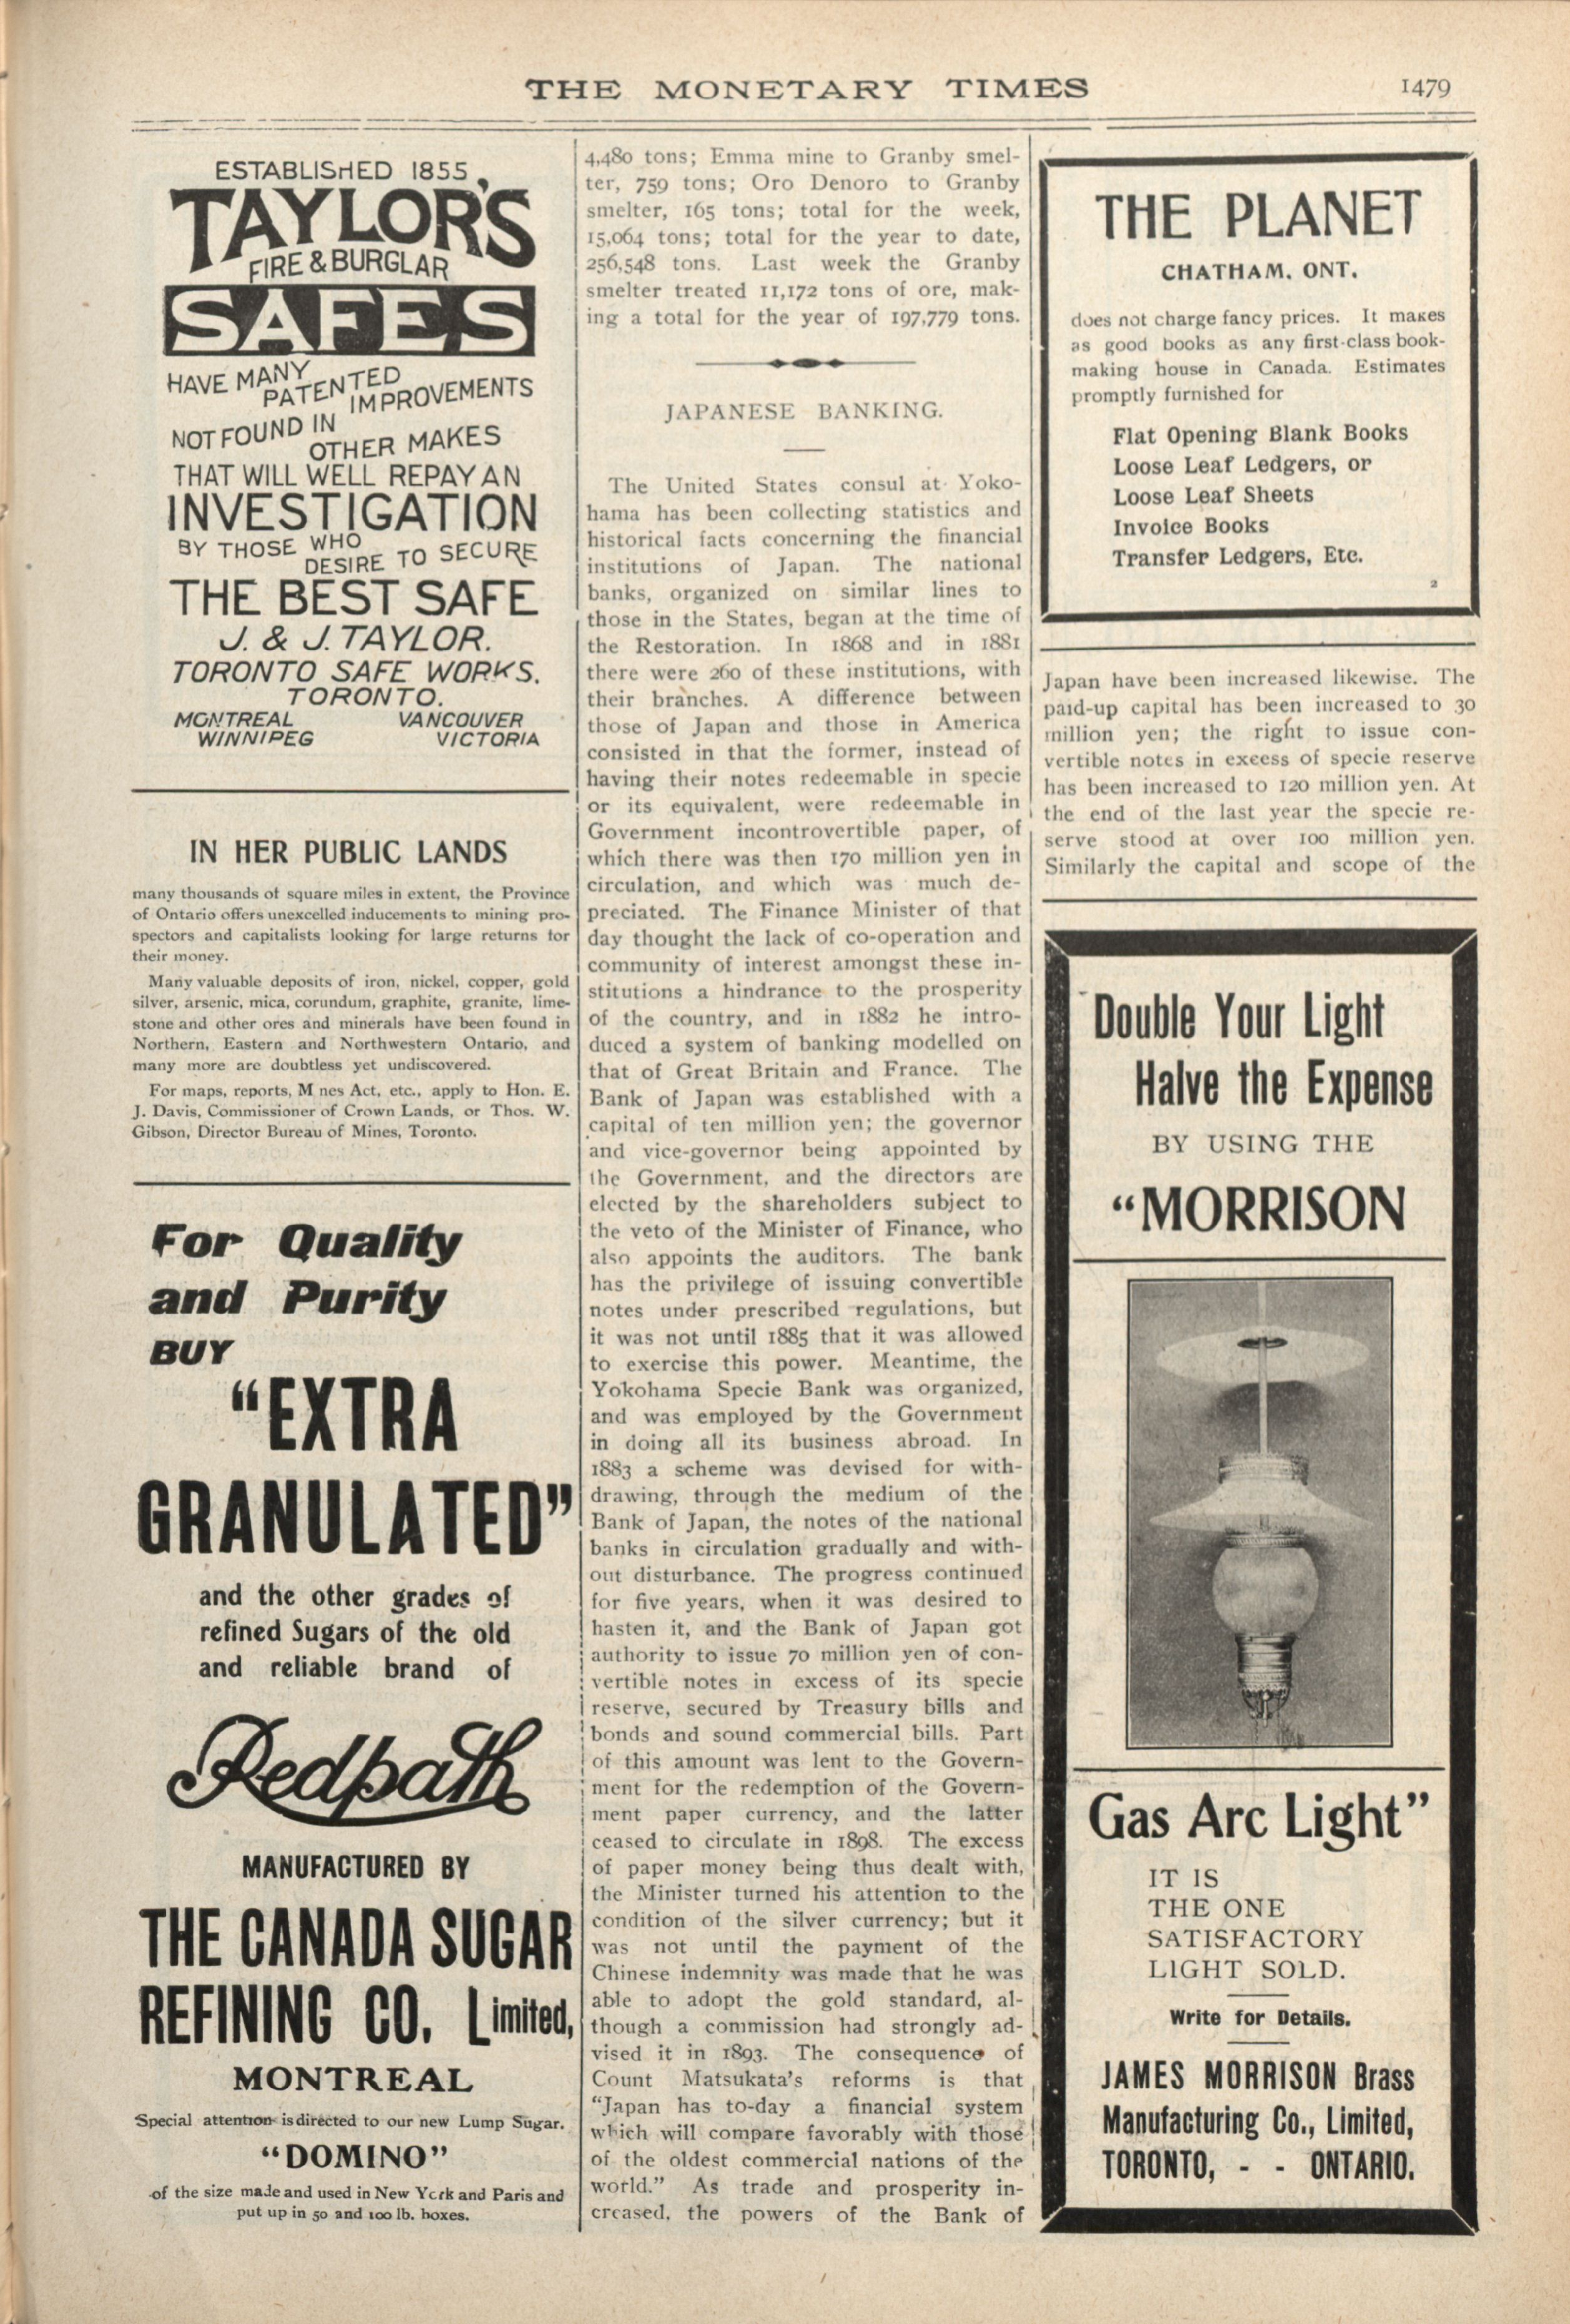 THE MONETARY TIMES
1479
ESTABLISHED 1855
TAYLOR'S
FIRE & BURGLAR
SAFES
HAVE MANY
PATENTED
IMPROVEMENTS
NOT FOUND IN
OTHER MAKES
THAT WILL WELL REPAY AN
INVESTIGATION
BY THOSE WHO
DESIRE TO SECURE
THE BEST SAFE
J. & J. TAYLOR.
TORONTO SAFE WORKS.
TORONTO.
MONTREAL VANCOUVER
WINNIPEG VICTORIA
IN HER PUBLIC LANDS
many thousands of square miles in extent, the Province
of Ontario offers unexcelled inducements to mining pro-
spectors and capitalists looking for large returns for
their money.
Many valuable deposits of iron, nickel, copper, gold
silver, arsenic, mica, corundum, graphite, granite, lime-
stone and other ores and minerals have been found in
Northern, Eastern and Northwestern Ontario, and
many more are doubtless yet undiscovered.
For maps, reports, M nes Act, etc., apply to Hon. E.
J. Davis, Commissioner of Crown Lands, or Thos. W.
Gibson, Director Bureau of Mines, Toronto.
For Quality
and Purity
BUY
"EXTRA
GRANULATED"
and the other grades of
refined Sugars of the old
and reliable brand of
Redpath
MANUFACTURED BY
THE CANADA SUGAR
REFINING CO. Limited,
MONTREAL
Special attention is directed to our new Lump Sugar.
"DOMINO"
of the size made and used in New York and Paris and
put up in 50 and 100 lb. boxes.
4,480 tons; Emma mine to Granby smel-
ter, 759 tons; Oro Denoro to Granby
smelter, 165 tons; total for the week,
15,064 tons; total for the year to date,
256,548 tons. Last week the Granby
smelter treated 11,172 tons of ore, mak-
ing a total for the year of 197,779 tons.
JAPANESE BANKING.
The United States consul at Yoko-
hama has been collecting statistics and
historical facts concerning the financial
institutions of Japan. The national
banks, organized on similar lines to
those in the States, began at the time of
the Restoration. In 1868 and in 1881
there were 260 of these institutions, with
their branches. A difference between
those of Japan and those in America
consisted in that the former, instead of
having their notes redeemable in specie
or its equivalent, were redeemable in
Government incontrovertible paper, of
which there was then 170 million yen in
circulation, and which was much de-
preciated. The Finance Minister of that
day thought the lack of co-operation and
community of interest amongst these in-
stitutions a hindrance to the prosperity
of the country, and in 1882 he intro-
duced a system of banking modelled on
that of Great Britain and France. The
Bank of Japan was established with a
capital of ten million yen; the governor
and vice-governor being appointed by
the Government, and the directors are
elected by the shareholders subject to
the veto of the Minister of Finance, who
also appoints the auditors. The bank
has the privilege of issuing convertible
notes under prescribed regulations, but
it was not until 1885 that it was allowed
to exercise this power. Meantime, the
Yokohama Specie Bank was organized,
and was employed by the Government
in doing all its business abroad. In
1883 a scheme was devised for with-
drawing, through the medium of the
Bank of Japan, the notes of the national
banks in circulation gradually and with-
out disturbance. The progress continued
for five years, when it was desired to
hasten it, and the Bank of Japan got
authority to issue 70 million yen of con-
vertible notes in excess of its specie
reserve, secured by Treasury bills and
bonds and sound commercial bills. Part
of this amount was lent to the Govern-
ment for the redemption of the Govern-
ment paper currency, and the latter
ceased to circulate in 1898. The excess
of paper money being thus dealt with,
the Minister turned his attention to the
condition of the silver currency; but it
was not until the payment of the
Chinese indemnity was made that he was
able to adopt the gold standard, al-
though a commission had strongly ad-
vised it in 1893. The consequence of
Count Matsukata's reforms is that
"Japan has to-day a financial system
which will compare favorably with those
of the oldest commercial nations of the
world." As trade and prosperity in-
creased, the powers of the Bank of
THE PLANET
CHATHAM, ONT.
does not charge fancy prices. It makes
as good books as any first-class book-
making house in Canada. Estimates
promptly furnished for
Flat Opening Blank Books
Loose Leaf Ledgers, or
Loose Leaf Sheets
Invoice Books
Transfer Ledgers, Etc.
2
Japan have been increased likewise. The
paid-up capital has been increased to 30
million yen; the right to issue con-
vertible notes in excess of specie reserve
has been increased to 120 million yen. At
the end of the last year the specie re-
serve stood at over 100 million yen.
Similarly the capital and scope of the
Double Your Light
Halve the Expense
BY USING THE
"MORRISON
Gas Arc Light"
IT IS
THE ONE
SATISFACTORY
LIGHT SOLD.
Write for Details.
JAMES MORRISON Brass
Manufacturing Co., Limited,
TORONTO, - - ONTARIO.